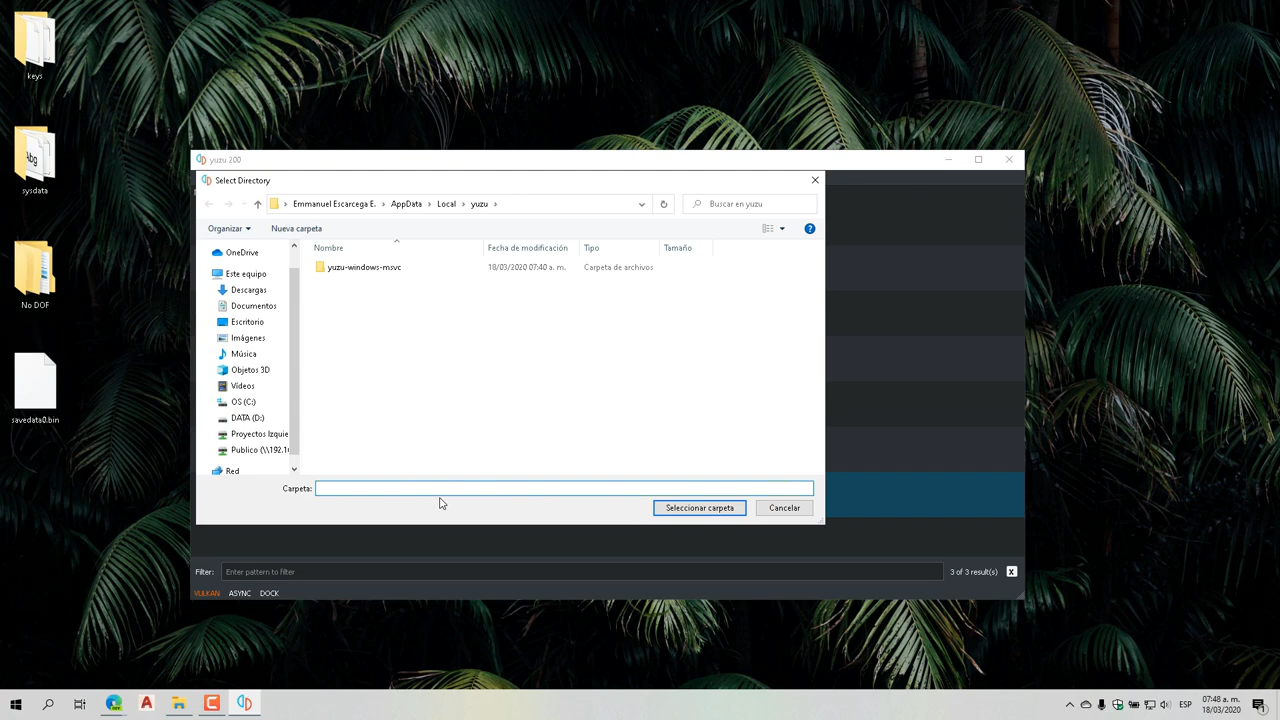 keys
Abg
sysdata
No DOF
savedata0.bin
yuzu 200
Select Directory
Emmanuel Escarcega E. > AppData > Local > yuzu >
Buscar en yuzu
Organizar
Nueva carpeta
Nombre
Fecha de modificación
Tipo
Tamaño
OneDrive
Este equipo
Descargas
Documentos
Escritorio
Imágenes
Música
Objetos 3D
Vídeos
OS (C:)
DATA (D:)
Proyectos Izquie
Publico (\\192.16
Red
yuzu-windows-msvc
18/03/2020 07:40 a. m.
Carpeta de archivos
Carpeta:
Seleccionar carpeta
Cancelar
Filter:
Enter pattern to filter
3 of 3 result(s)
X
VULKAN ASYNC DOCK
ESP
07:48 a. m.
18/03/2020